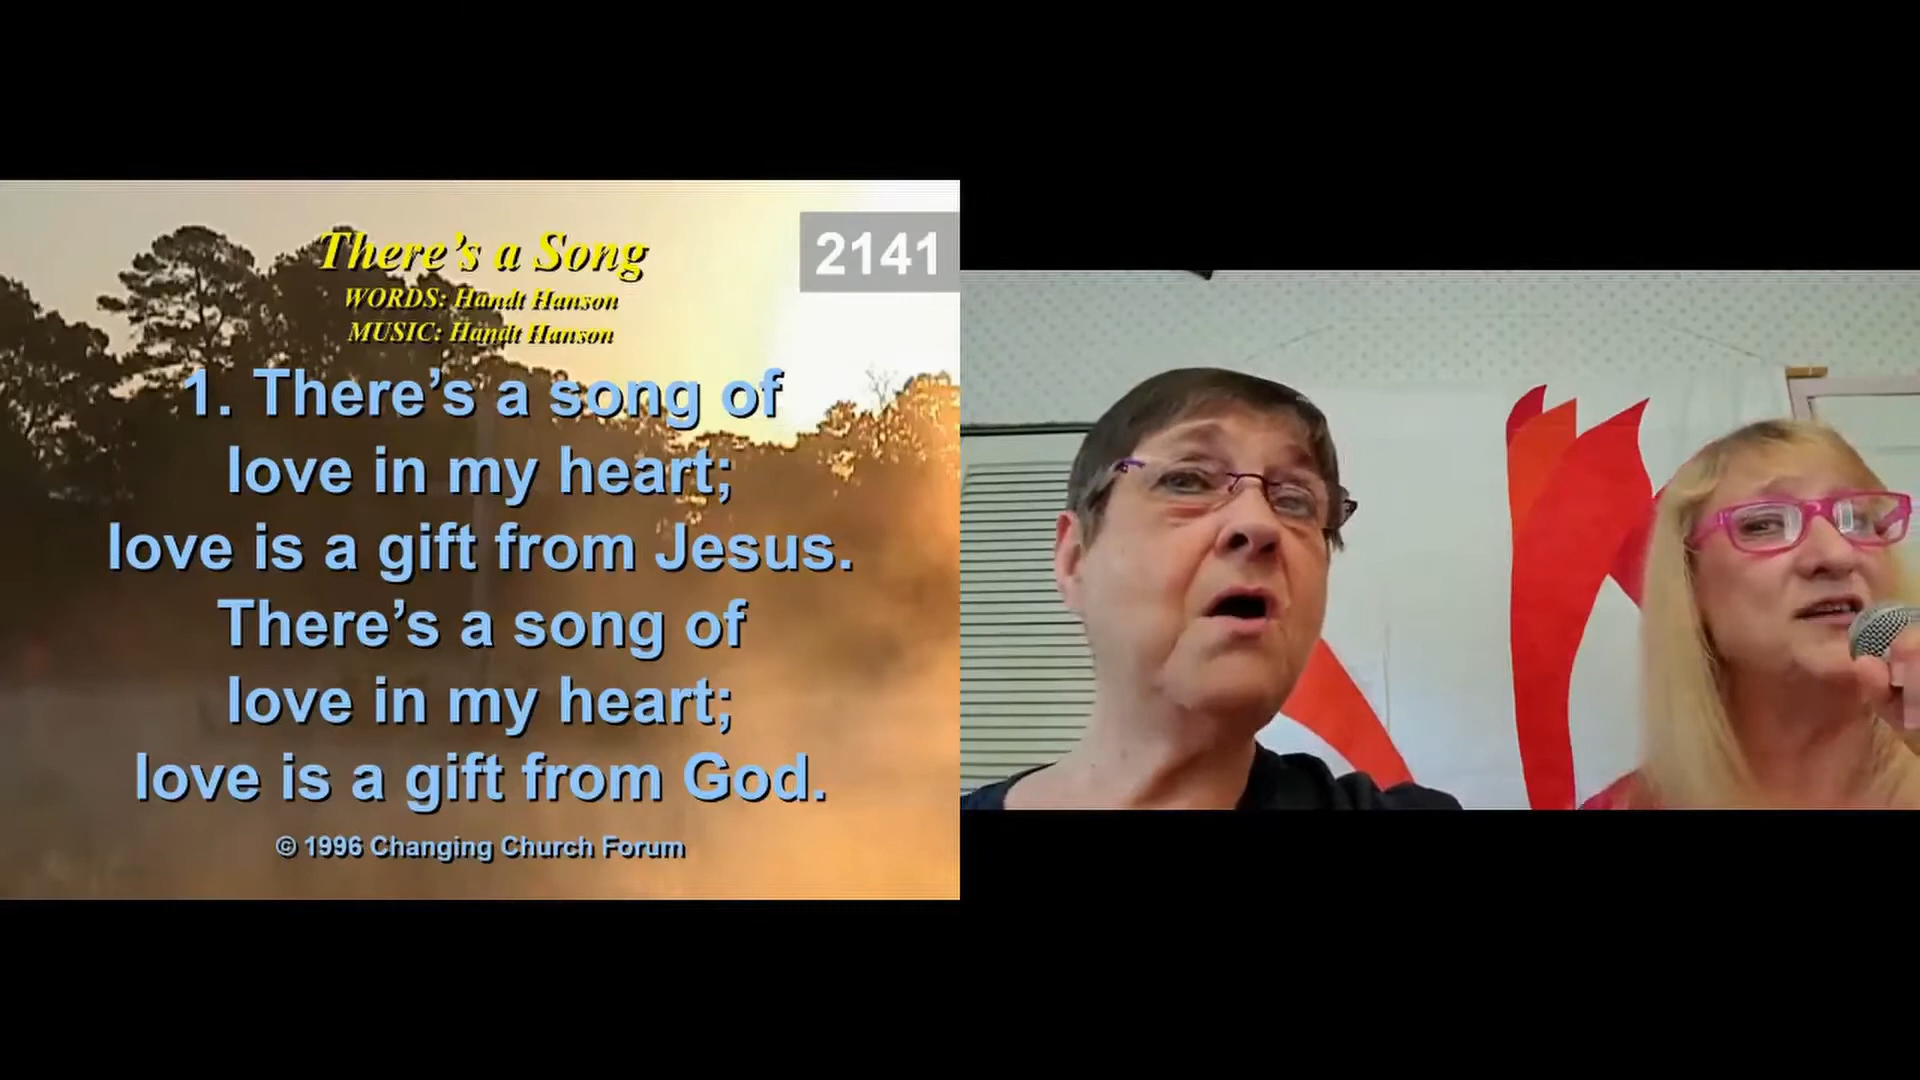 There's a Song
2141
WORDS: Handt Hanson
MUSIC: Handt Hanson
1. There's a song of
love in my heart;
love is a gift from Jesus.
There's a song of
love in my heart;
love is a gift from God.
© 1996 Changing Church Forum